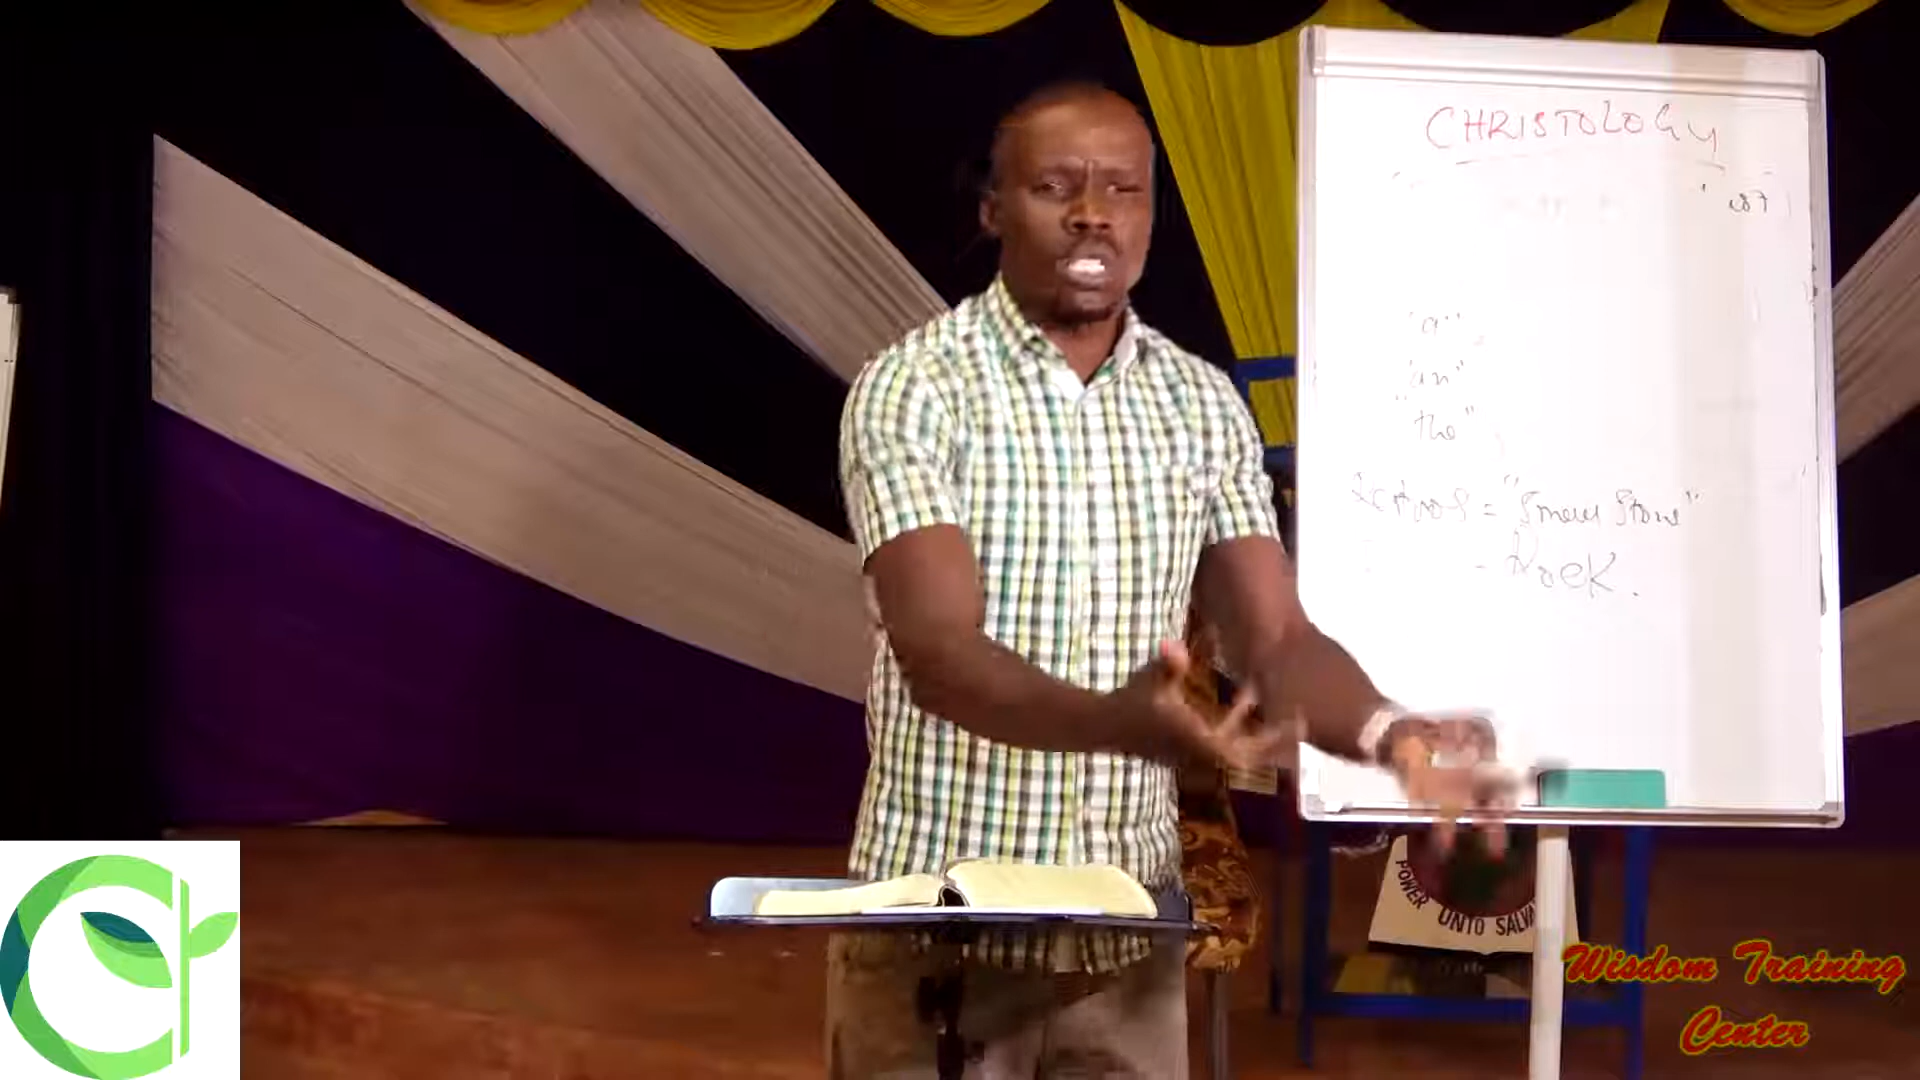 CHRISTOLOGY
"a"
"an"
"the"
= "Small Stone"
- Rock.
POWER UNTO SALVA
Wisdom Training
Center